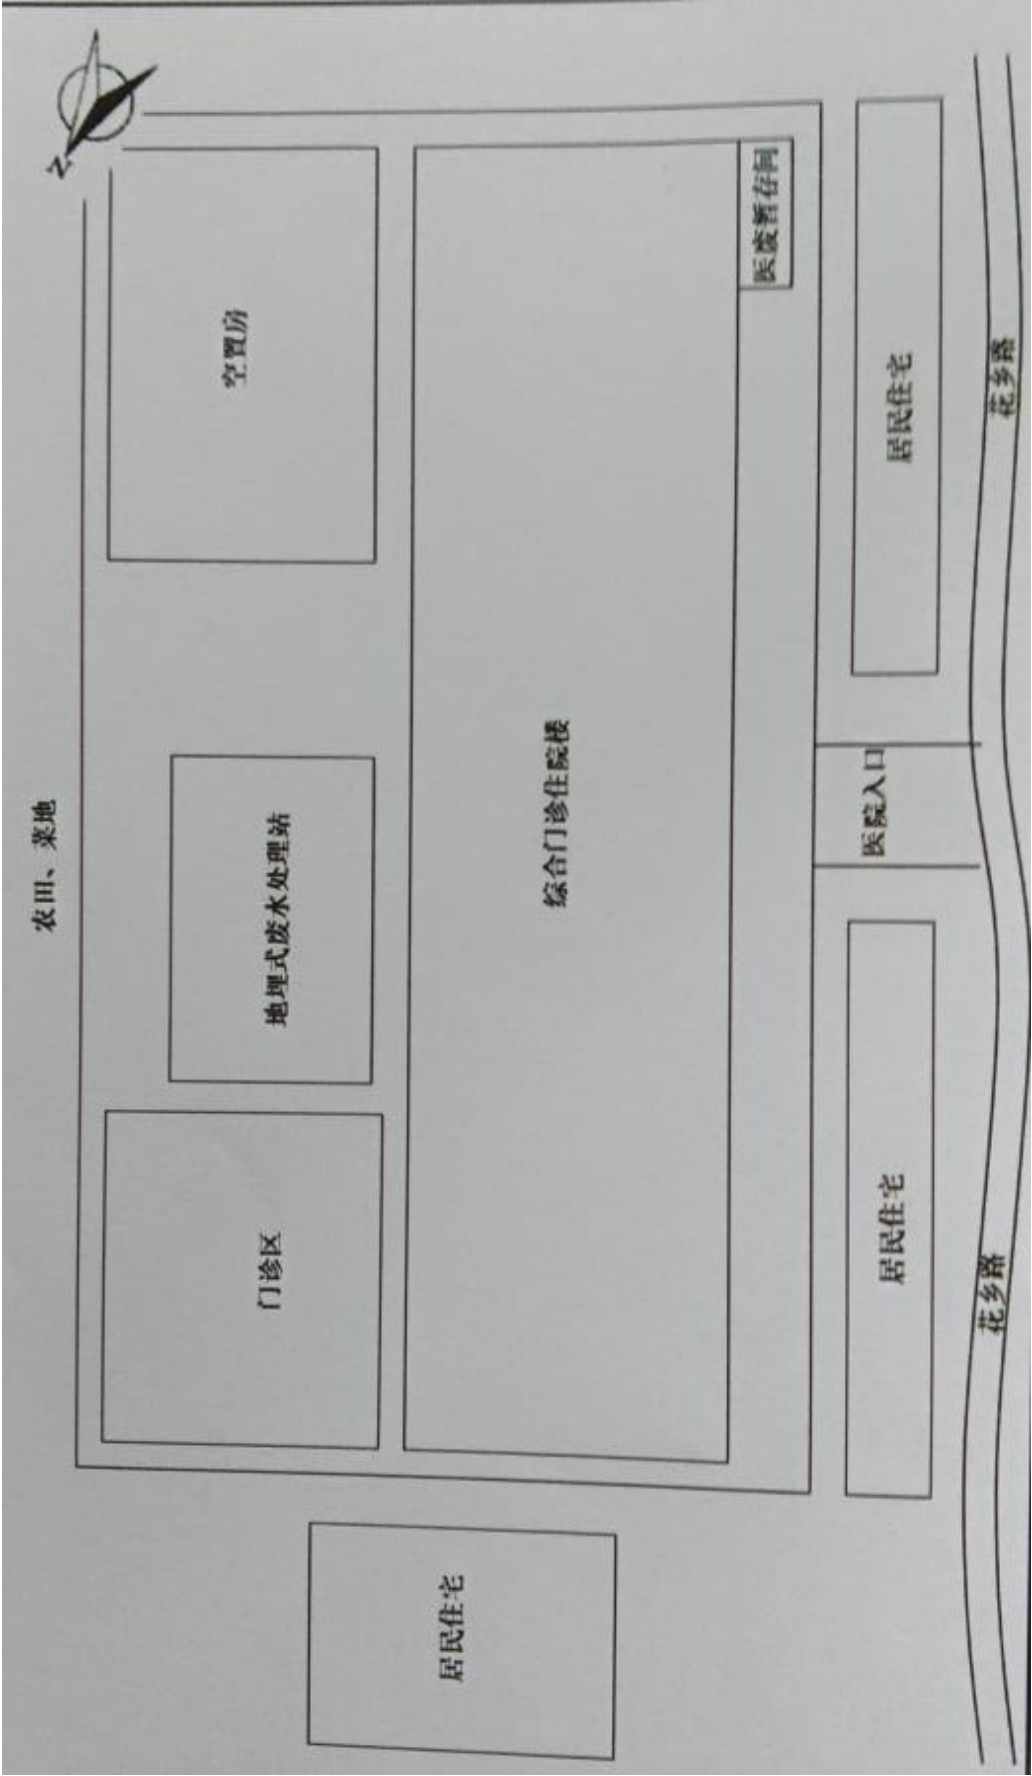 农田、菜地
空置房
地埋式废水处理站
门诊区
综合门诊住院楼
医废暂存间
居民住宅
医院入口
居民住宅
居民住宅
花乡路
花乡路
N